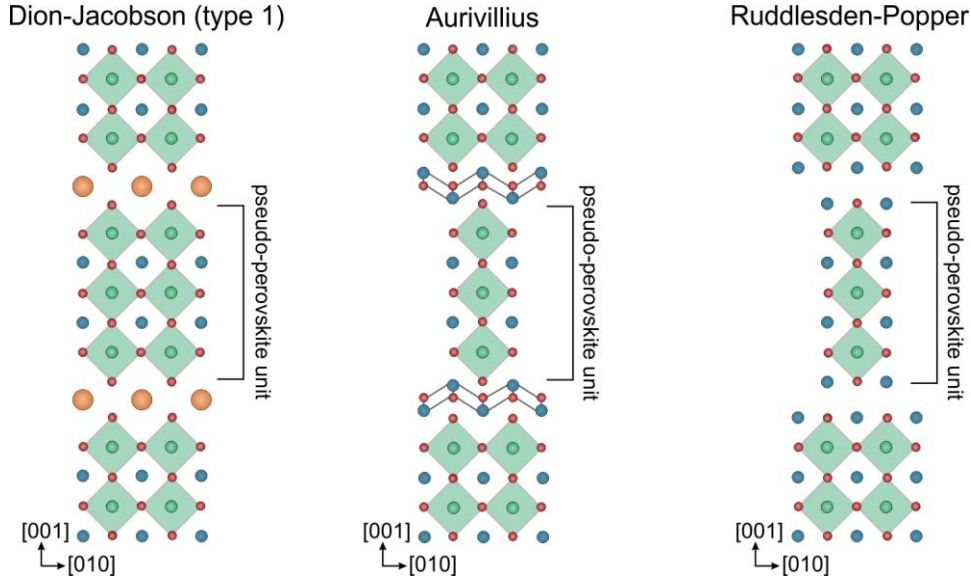 Dion-Jacobson (type 1)
Aurivillius
Ruddlesden-Popper
pseudo-perovskite unit
pseudo-perovskite unit
pseudo-perovskite unit
[001]
[010]
[001]
[010]
[001]
[010]